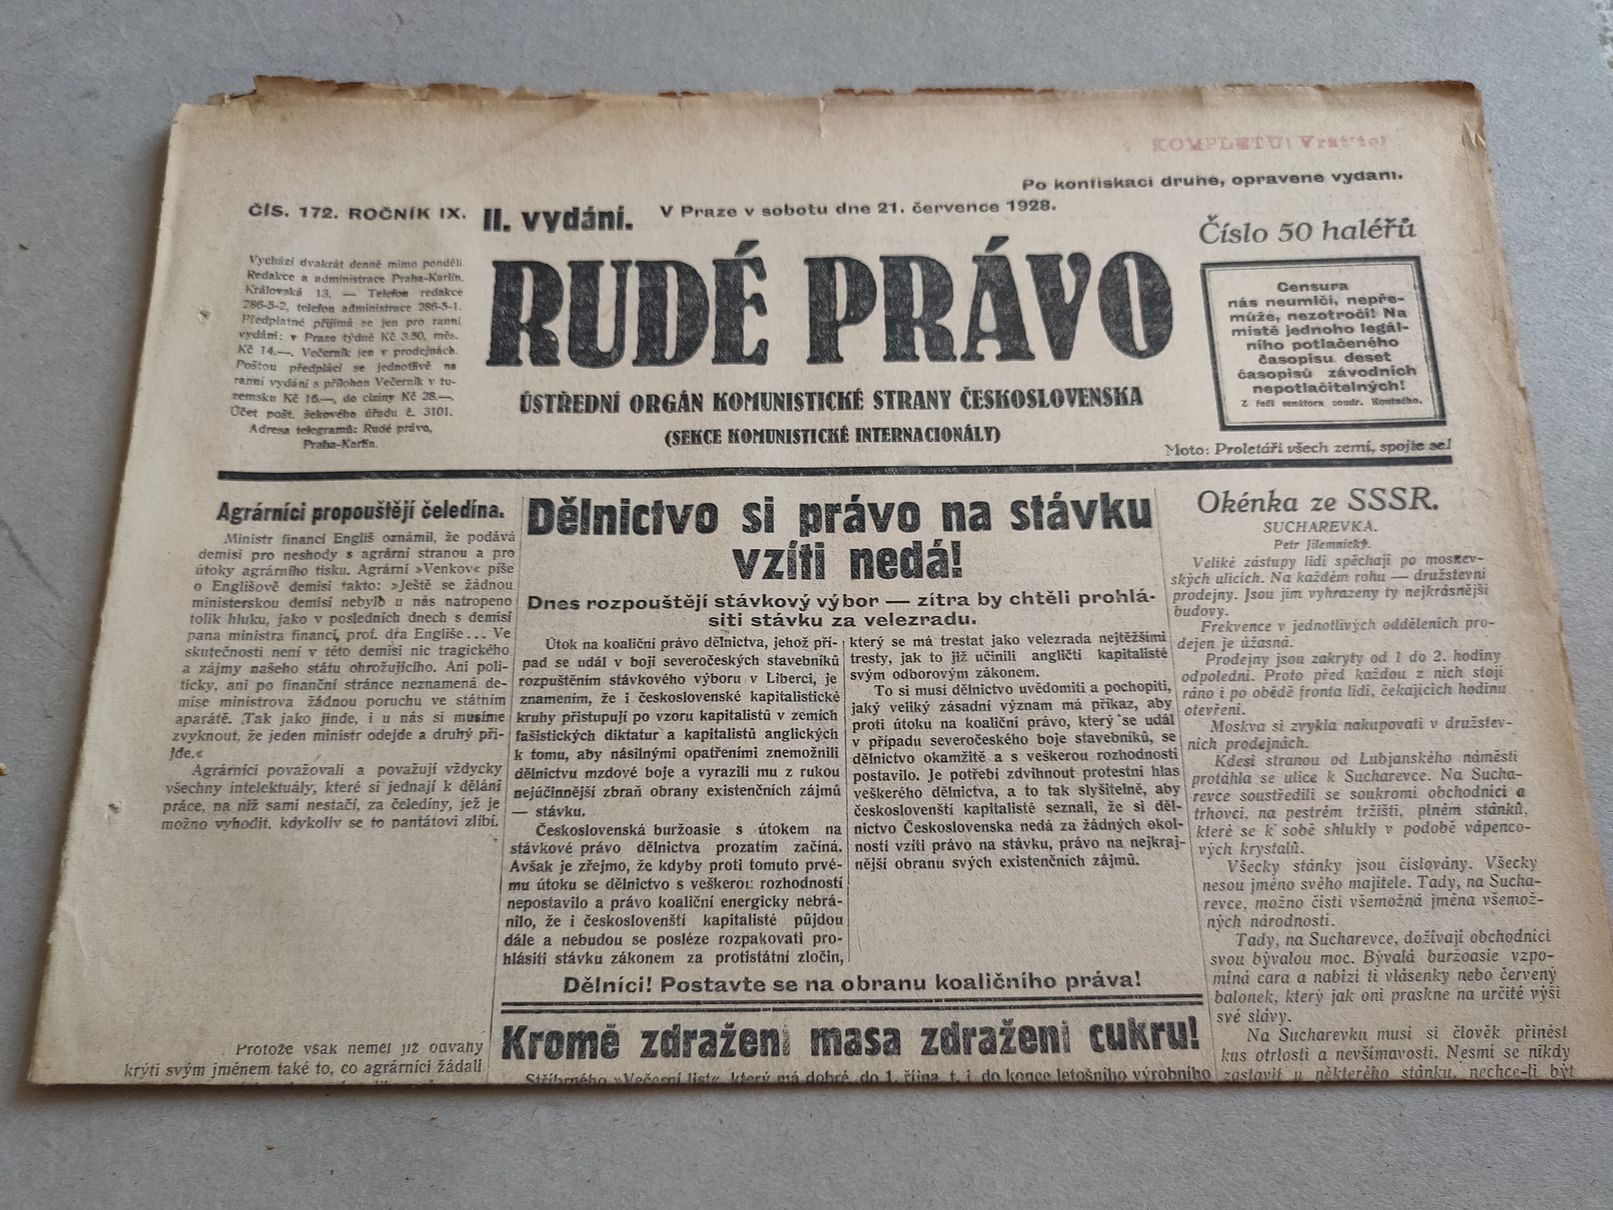 KOMPLETU! Vraťte!
Po konfiskaci druhé, opravené vydání.
ČÍS. 172. ROČNÍK IX.
II. vydání.
V Praze v sobotu dne 21. července 1928.
Číslo 50 haléřů
Vychází dvakrát denně mimo pondělí.
Redakce a administrace Praha-Karlín,
Královská 13. — Telefon redakce
286-5-2, telefon administrace 286-5-1.
Předplatné přijímá se jen pro ranní
vydání: v Praze týdně Kč 3.50, měs.
Kč 14.—. Večerník jen v prodejnách.
Poštou předplácí se jednotlivě na
ranní vydání s přílohou Večerník v tu-
zemsku Kč 16.—, do ciziny Kč 28.—.
Účet pošt. šekového úřadu č. 3101.
Adresa telegramů: Rudé právo,
Praha-Karlín.
RUDÉ PRÁVO
ÚSTŘEDNÍ ORGÁN KOMUNISTICKÉ STRANY ČESKOSLOVENSKA
(SEKCE KOMUNISTICKÉ INTERNACIONÁLY)
Censura
nás neumlčí, nepře-
může, nezotročí! Na
místě jednoho legál-
ního potlačeného
časopisu deset
časopisů závodních
nepotlačitelných!
Z řeči senátora soudr. Houtného.
Moto: Proletáři všech zemí, spojte se!
Agrárníci propouštějí čeledína.
Ministr financí Engliš oznámil, že podává
demisi pro neshody s agrární stranou a pro
útoky agrárního tisku. Agrární »Venkov« píše
o Englišově demisi takto: »Ještě se žádnou
ministerskou demisí nebylo u nás natropeno
tolik hluku, jako v posledních dnech s demisí
pana ministra financí, prof. dra Engliše... Ve
skutečnosti není v této demisi nic tragického
a zájmy našeho státu ohrožujícího. Ani poli-
ticky, ani po finanční stránce neznamená de-
mise ministrova žádnou poruchu ve státním
aparátě. Tak jako jinde, i u nás si musíme
zvyknout, že jeden ministr odejde a druhý při-
jde.«
Agrárníci považovali a považují vždycky
všechny intelektuály, které si jednají k dělání
práce, na niž sami nestačí, za čeledíny, jež je
možno vyhodit, kdykoliv se to pantátovi zlíbí.
Protože však neměl již odvahy
krýti svým jménem také to, co agrárníci žádali
Dělnictvo si právo na stávku
vzíti nedá!
Dnes rozpouštějí stávkový výbor — zítra by chtěli prohlá-
siti stávku za velezradu.
Útok na koaliční právo dělnictva, jehož pří-
pad se udál v boji severočeských stavebníků
rozpuštěním stávkového výboru v Liberci, je
znamením, že i československé kapitalistické
kruhy přistupují po vzoru kapitalistů v zemích
fašistických diktatur a kapitalistů anglických
k tomu, aby násilnými opatřeními znemožnili
dělnictvu mzdové boje a vyrazili mu z rukou
nejúčinnější zbraň obrany existenčních zájmů
— stávku.
Československá buržoasie s útokem na
stávkové právo dělnictva prozatím začíná.
Avšak je zřejmo, že kdyby proti tomuto prvé-
mu útoku se dělnictvo s veškerou rozhodností
nepostavilo a právo koaliční energicky nebrá-
nilo, že i českoslovenští kapitalisté půjdou
dále a nebudou se posléze rozpakovati pro-
hlásiti stávku zákonem za protistátní zločin,
který se má trestat jako velezrada nejtěžšími
tresty, jak to již učinili angličtí kapitalisté
svým odborovým zákonem.
To si musí dělnictvo uvědomiti a pochopiti,
jaký veliký zásadní význam má příkaz, aby
proti útoku na koaliční právo, který se udál
v případu severočeského boje stavebníků, se
dělnictvo okamžitě a s veškerou rozhodností
postavilo. Je potřebí zdvihnout protestní hlas
veškerého dělnictva, a to tak slyšitelně, aby
českoslovenští kapitalisté seznali, že si děl-
nictvo Československa nedá za žádných okol-
ností vzíti právo na stávku, právo na nejkraj-
nější obranu svých existenčních zájmů.
Dělníci! Postavte se na obranu koaličního práva!
Kromě zdražení masa zdražení cukru!
Stříbrného »Večerní list«, který má dobré do 1. října t. j. do konce letošního výrobního
Okénka ze SSSR.
SUCHAREVKA.
Petr Jilemnický.
Veliké zástupy lidí spěchají po moskev-
ských ulicích. Na každém rohu — družstevní
prodejny. Jsou jim vyhrazeny ty nejkrásnější
budovy.
Frekvence v jednotlivých odděleních pro-
dejen je úžasná.
Prodejny jsou zakryty od 1 do 2. hodiny
odpolední. Proto před každou z nich stojí
ráno i po obědě fronta lidí, čekajících hodinu
otevření.
Moskva si zvykla nakupovati v družstev-
ních prodejnách.
Kdesi stranou od Lubjanského náměstí
protáhla se ulice k Sucharevce. Na Sucha-
revce soustředili se soukromí obchodníci a
trhovci, na pestrém tržišti, plném stánků,
které se k sobě shlukly v podobě vápenco-
vých krystalů.
Všecky stánky jsou číslovány. Všecky
nesou jméno svého majitele. Tady, na Sucha-
revce, možno čísti všemožná jména všemož-
ných národností.
Tady, na Sucharevce, dožívají obchodníci
svou bývalou moc. Bývalá buržoasie vzpo-
míná cara a nabízí ti vlásenky nebo červený
balonek, který jak oni praskne na určité výši
své slávy.
Na Sucharevku musí si člověk přinést
kus otrlosti a nevšímavosti. Nesmí se nikdy
zastavit u některého stánku, nechce-li být